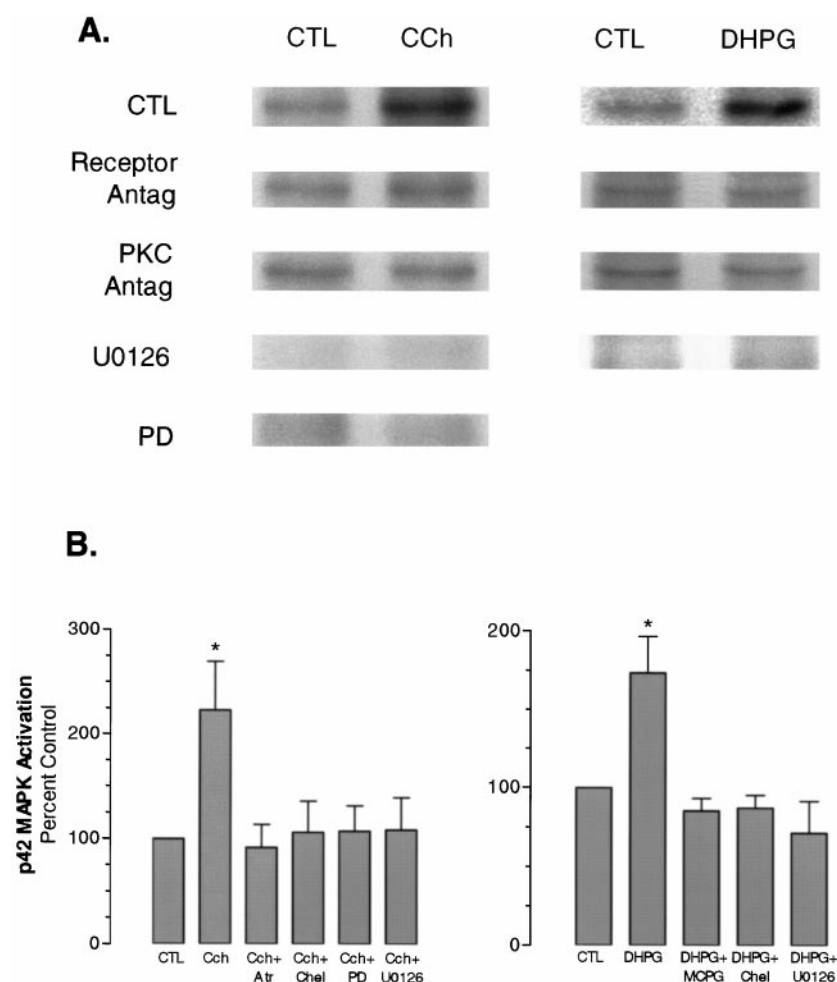 A.
CTL CCh CTL DHPG
CTL
Receptor
Antag
PKC
Antag
U0126
PD
B.
p42 MAPK Activation
Percent Control
300
200
100
0
CTL Cch Cch+ Cch+ Cch+ Cch+
Atr Chel PD U0126
200
100
0
*
*
CTL DHPG DHPG+ DHPG+ DHPG+
MCPG Chel U0126